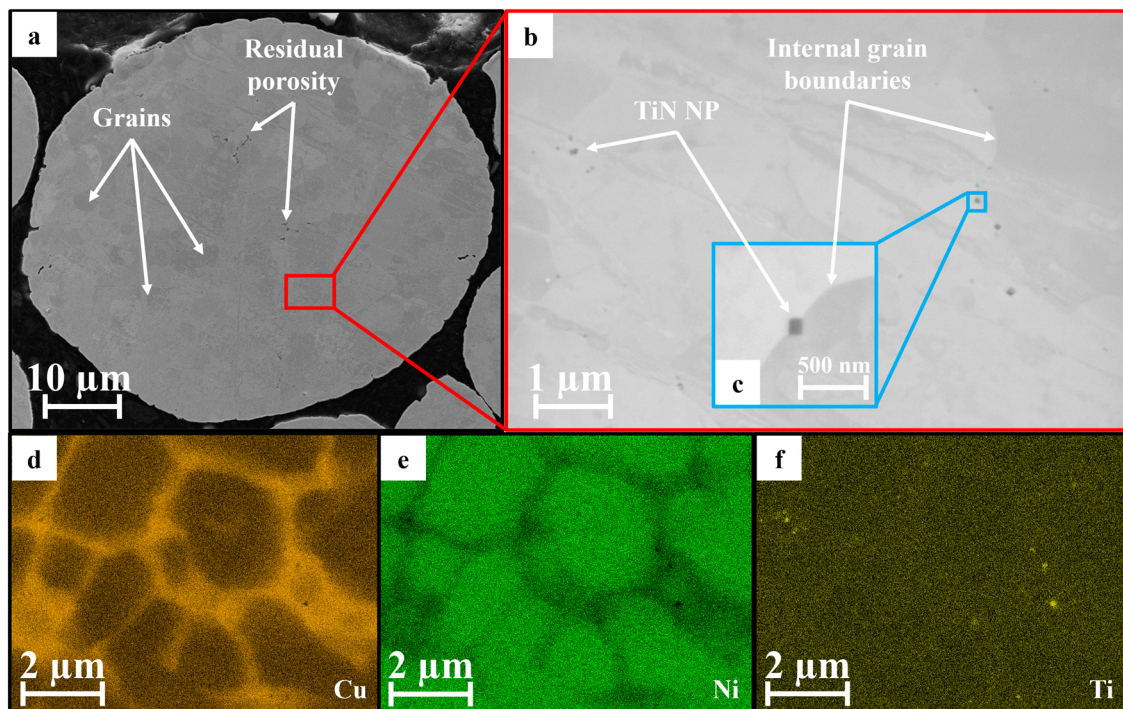 a
Residual
porosity
Grains
10 µm
b
Internal grain
boundaries
TiN NP
1 µm
c
500 nm
d
2 µm
Cu
e
2 µm
Ni
f
2 µm
Ti